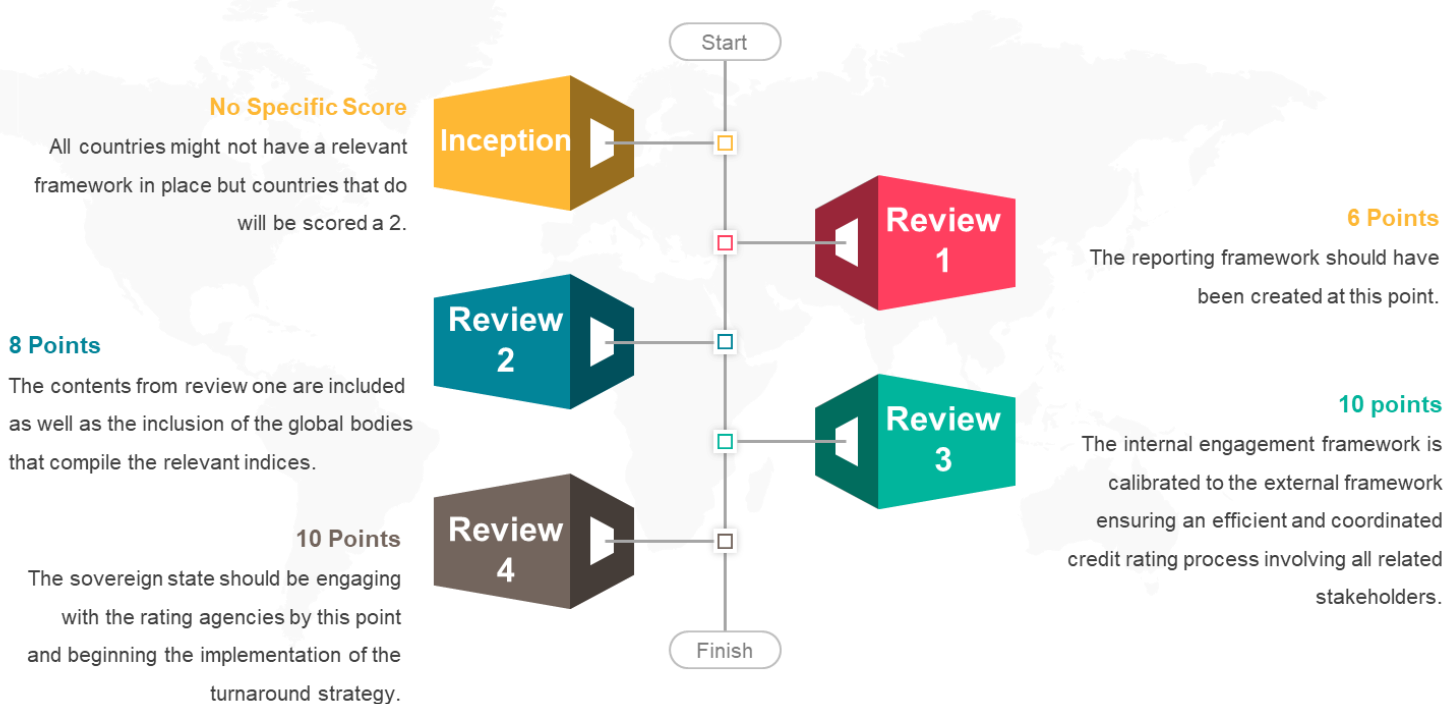 Start
No Specific Score
All countries might not have a relevant
framework in place but countries that do
will be scored a 2.
Inception
Review
1
6 Points
The reporting framework should have
been created at this point.
Review
2
8 Points
The contents from review one are included
as well as the inclusion of the global bodies
that compile the relevant indices.
Review
3
10 points
The internal engagement framework is
calibrated to the external framework
ensuring an efficient and coordinated
credit rating process involving all related
stakeholders.
Review
4
10 Points
The sovereign state should be engaging
with the rating agencies by this point
and beginning the implementation of the
turnaround strategy.
Finish